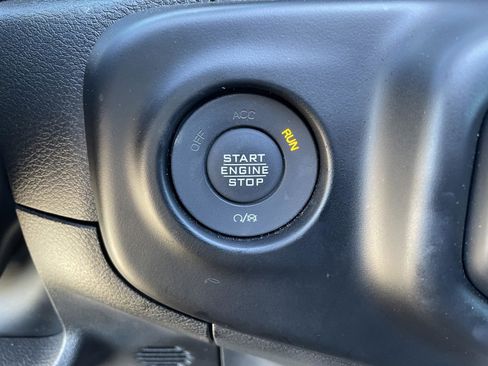 OFF
ACC
RUN
START
ENGINE
STOP